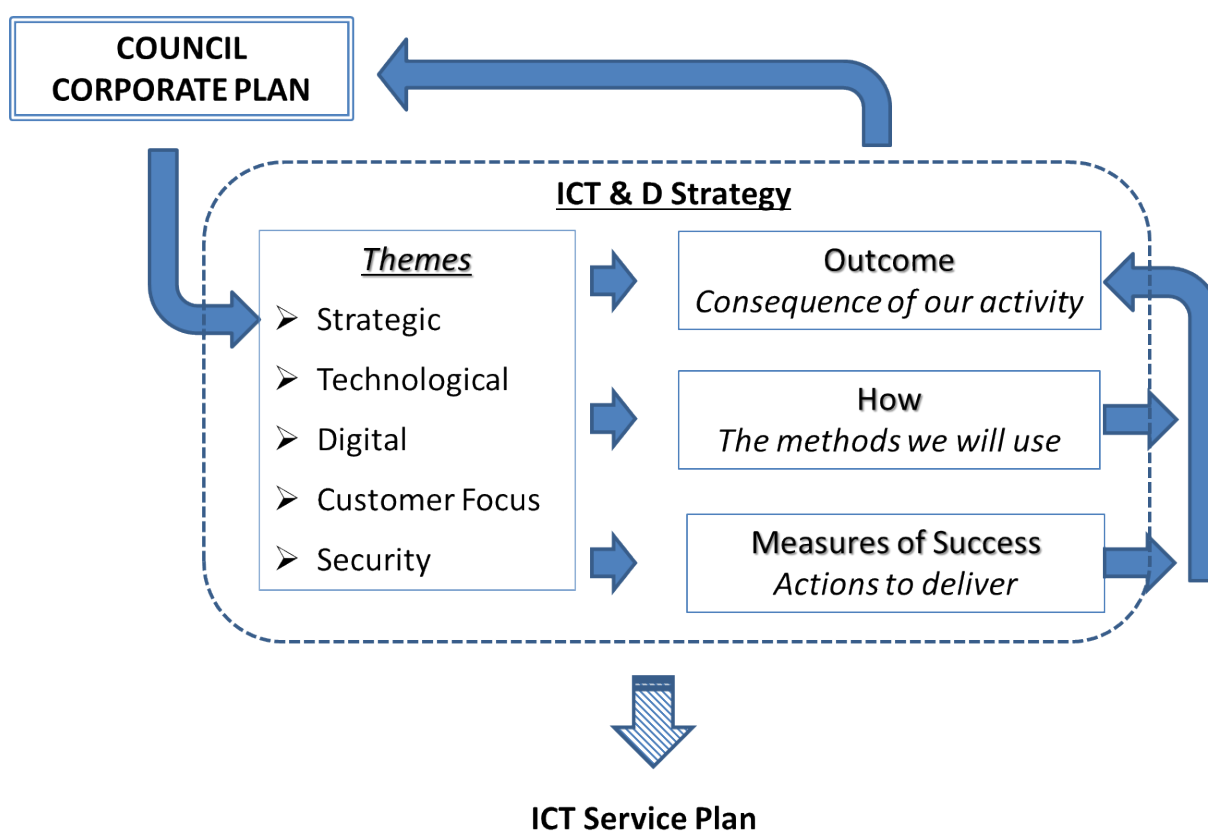 COUNCIL
CORPORATE PLAN
ICT & D Strategy
Themes
Strategic
Technological
Digital
Customer Focus
Security
Outcome
Consequence of our activity
How
The methods we will use
Measures of Success
Actions to deliver
ICT Service Plan